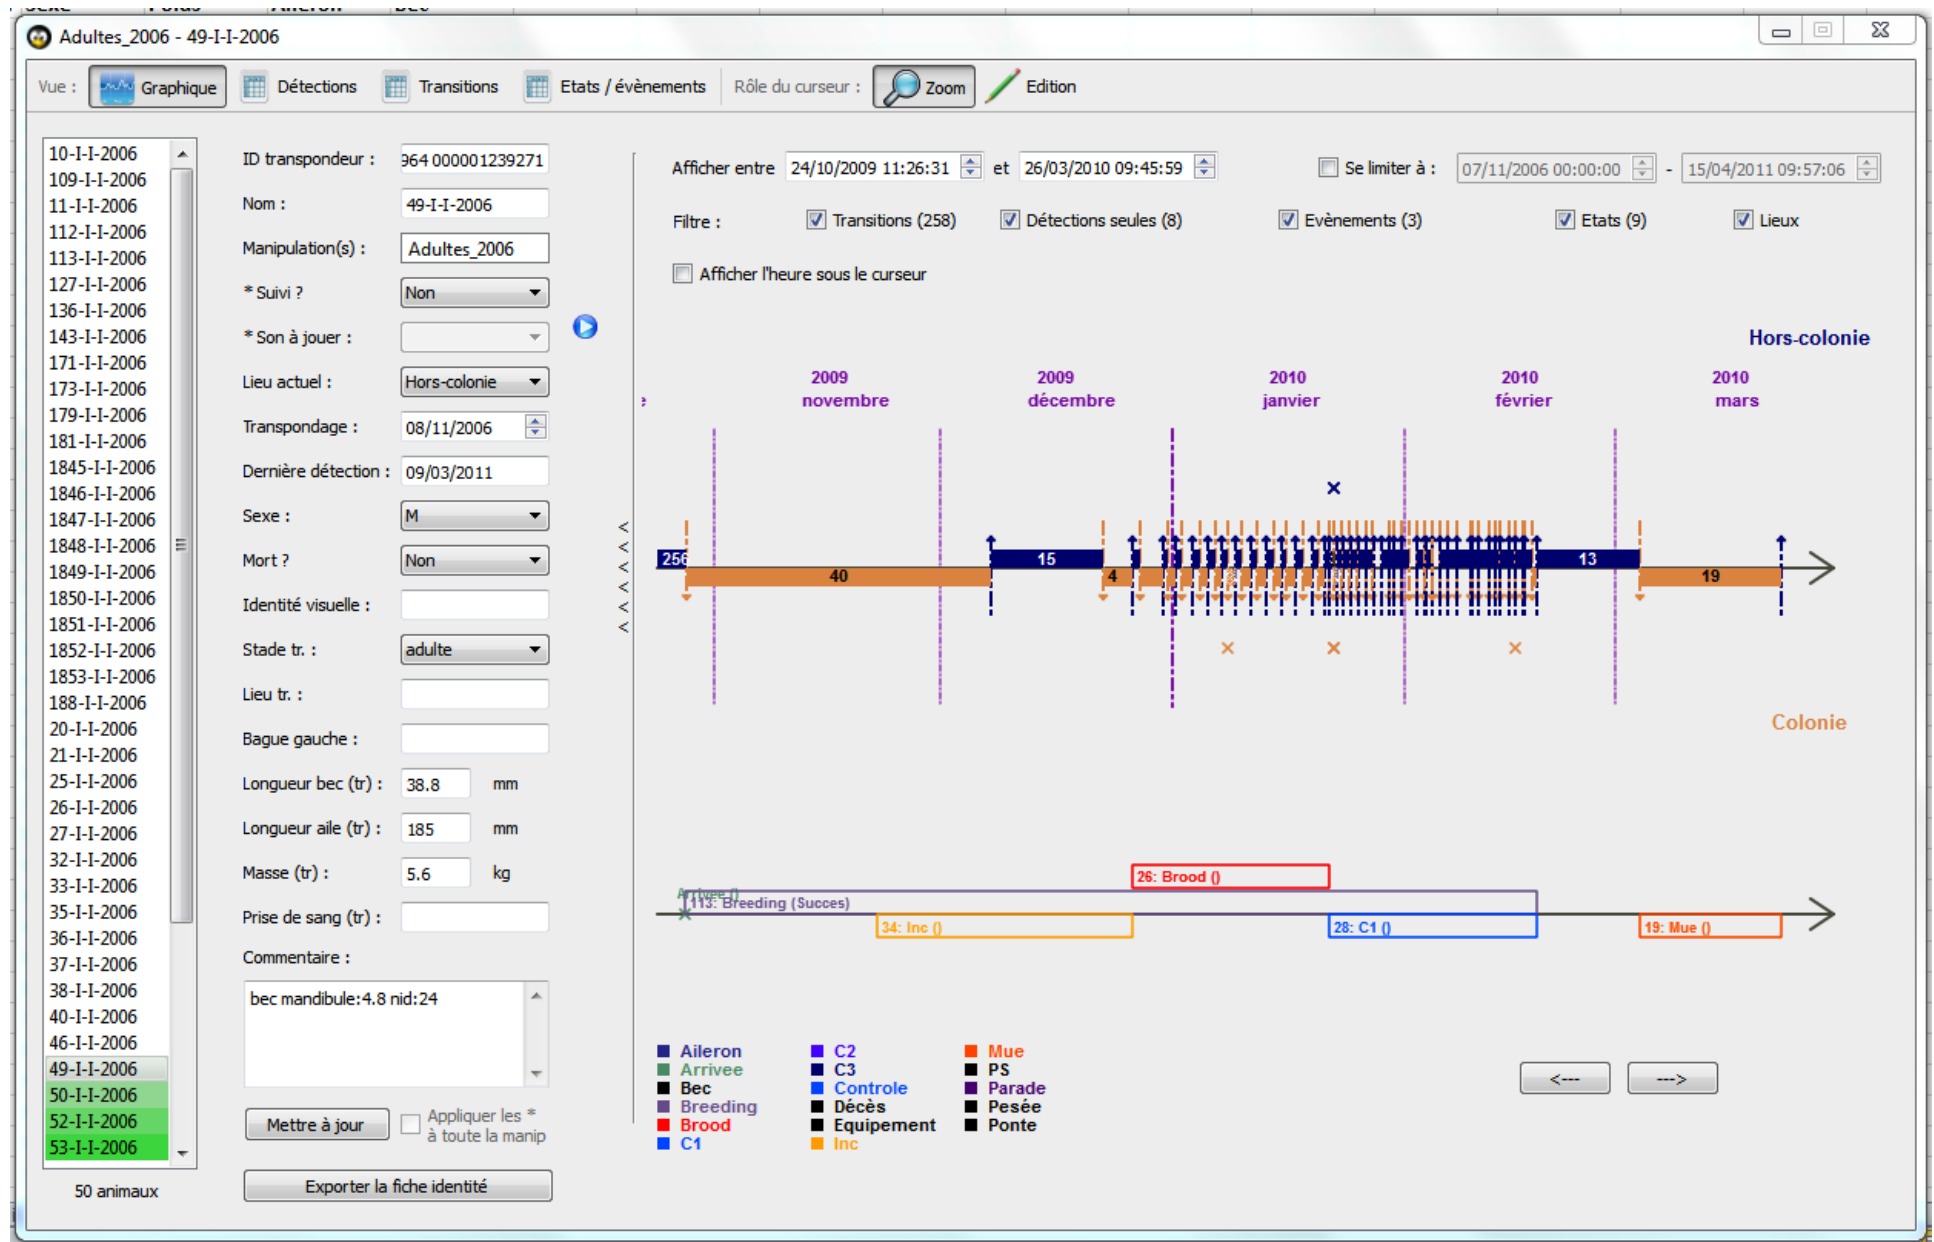 Adultes_2006 - 49-I-I-2006
Vue : Graphique Détections Transitions Etats / évènements Rôle du curseur : Zoom Edition
10-I-I-2006
109-I-I-2006
11-I-I-2006
112-I-I-2006
113-I-I-2006
127-I-I-2006
136-I-I-2006
143-I-I-2006
171-I-I-2006
173-I-I-2006
179-I-I-2006
181-I-I-2006
1845-I-I-2006
1846-I-I-2006
1847-I-I-2006
1848-I-I-2006
1849-I-I-2006
1850-I-I-2006
1851-I-I-2006
1852-I-I-2006
1853-I-I-2006
188-I-I-2006
20-I-I-2006
21-I-I-2006
25-I-I-2006
26-I-I-2006
27-I-I-2006
32-I-I-2006
33-I-I-2006
35-I-I-2006
36-I-I-2006
37-I-I-2006
38-I-I-2006
40-I-I-2006
46-I-I-2006
49-I-I-2006
50-I-I-2006
52-I-I-2006
53-I-I-2006
50 animaux
ID transpondeur : 964 000001239271
Nom : 49-I-I-2006
Manipulation(s) : Adultes_2006
* Suivi ? Non
* Son à jouer :
Lieu actuel : Hors-colonie
Transpondage : 08/11/2006
Dernière détection : 09/03/2011
Sexe : M
Mort ? Non
Identité visuelle :
Stade tr. : adulte
Lieu tr. :
Bague gauche :
Longueur bec (tr) : 38.8 mm
Longueur aile (tr) : 185 mm
Masse (tr) : 5.6 kg
Prise de sang (tr) :
Commentaire :
bec mandibule:4.8 nid:24
Mettre à jour
Appliquer les *
à toute la manip
Exporter la fiche identité
<
<
<
<
<
<
Afficher entre 24/10/2009 11:26:31 et 26/03/2010 09:45:59 Se limiter à : 07/11/2006 00:00:00 - 15/04/2011 09:57:06
Filtre : Transitions (258) Détections seules (8) Evènements (3) Etats (9) Lieux
Afficher l'heure sous le curseur
Hors-colonie
2009 2009 2010 2010 2010
e novembre décembre janvier février mars
256 15 13
40 4 19
Colonie
26: Brood ()
Arrivee ()
113: Breeding (Succes)
34: Inc () 28: C1 () 19: Mue ()
Aileron C2 Mue
Arrivee C3 PS
Bec Controle Parade
Breeding Décès Pesée
Brood Equipement Ponte
C1 Inc
<--- --->